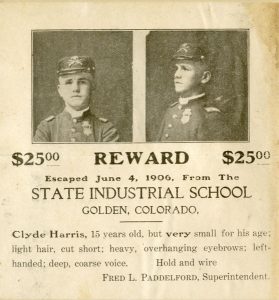 $25.00 REWARD $25.00
Escaped June 4, 1906, From The
STATE INDUSTRIAL SCHOOL
GOLDEN, COLORADO,
Clyde Harris, 15 years old, but very small for his age;
light hair, cut short; heavy, overhanging eyebrows; left-
handed; deep, coarse voice. Hold and wire
FRED L. PADDELFORD, Superintendent.